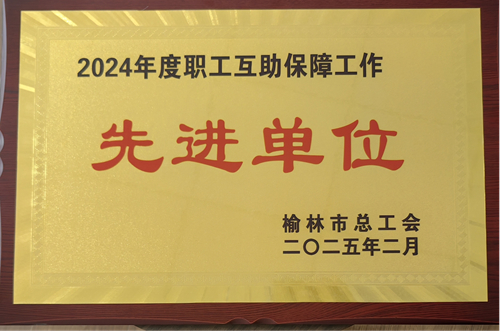 2024年度职工互助保障工作
先进单位
榆林市总工会
二〇二五年二月